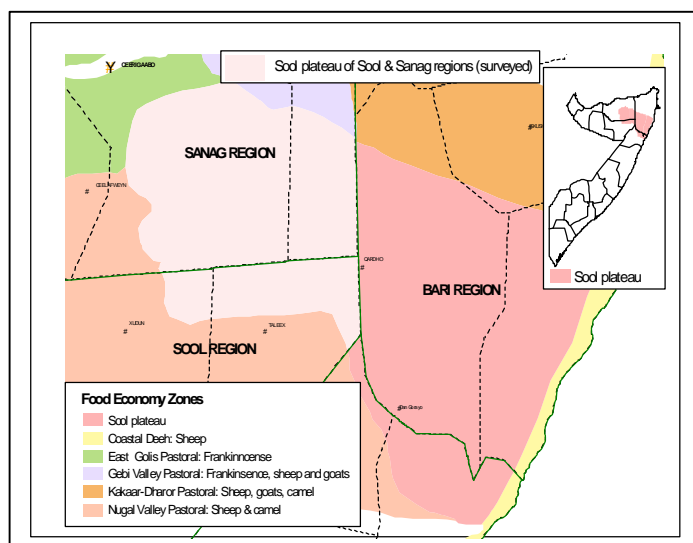 CEERIGAABO
Sool plateau of Sool & Sanag regions (surveyed)
SANAG REGION
CEEL AFWEYN
QARDHO
BARI REGION
Sool plateau
XUDUN
TALEEX
SOOL REGION
Food Economy Zones
Sool plateau
Coastal Deeh: Sheep
East Golis Pastoral: Frankinncense
Gebi Valley Pastoral: Frankinsence, sheep and goats
Kakaar-Dharor Pastoral: Sheep, goats, camel
Nugal Valley Pastoral: Sheep & camel